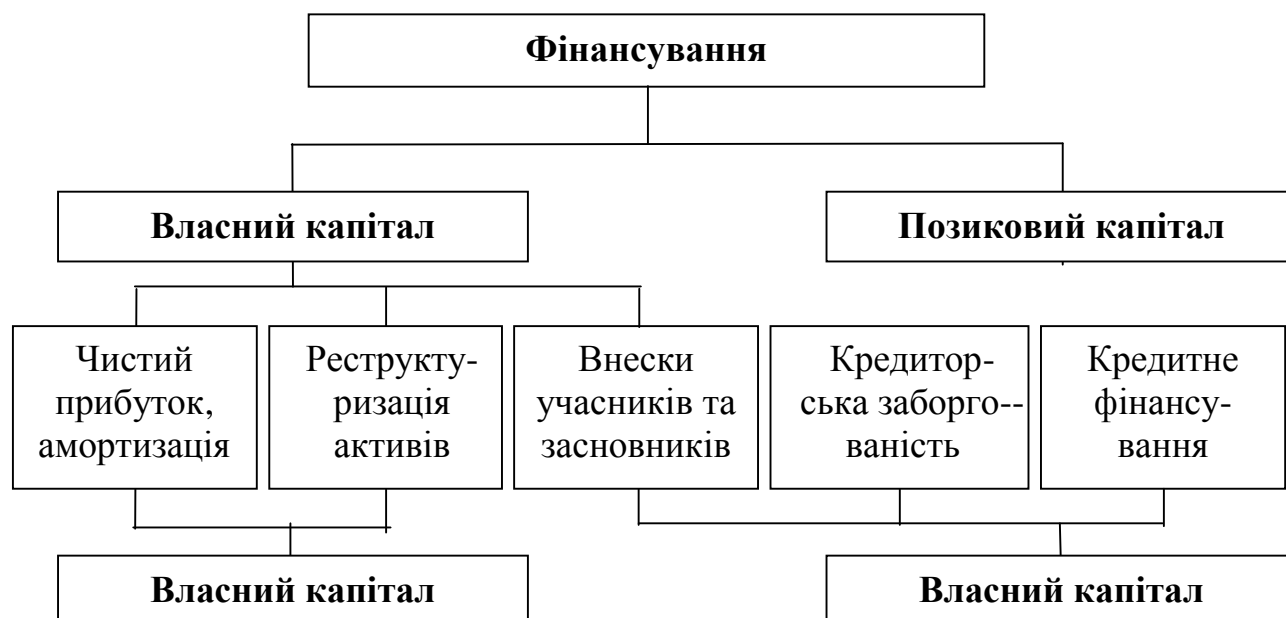 Фінансування
Власний капітал
Позиковий капітал
Чистий
прибуток,
амортизація
Реструкту-
ризація
активів
Внески
учасників та
засновників
Кредитор-
ська заборго--
ваність
Кредитне
фінансу-
вання
Власний капітал
Власний капітал